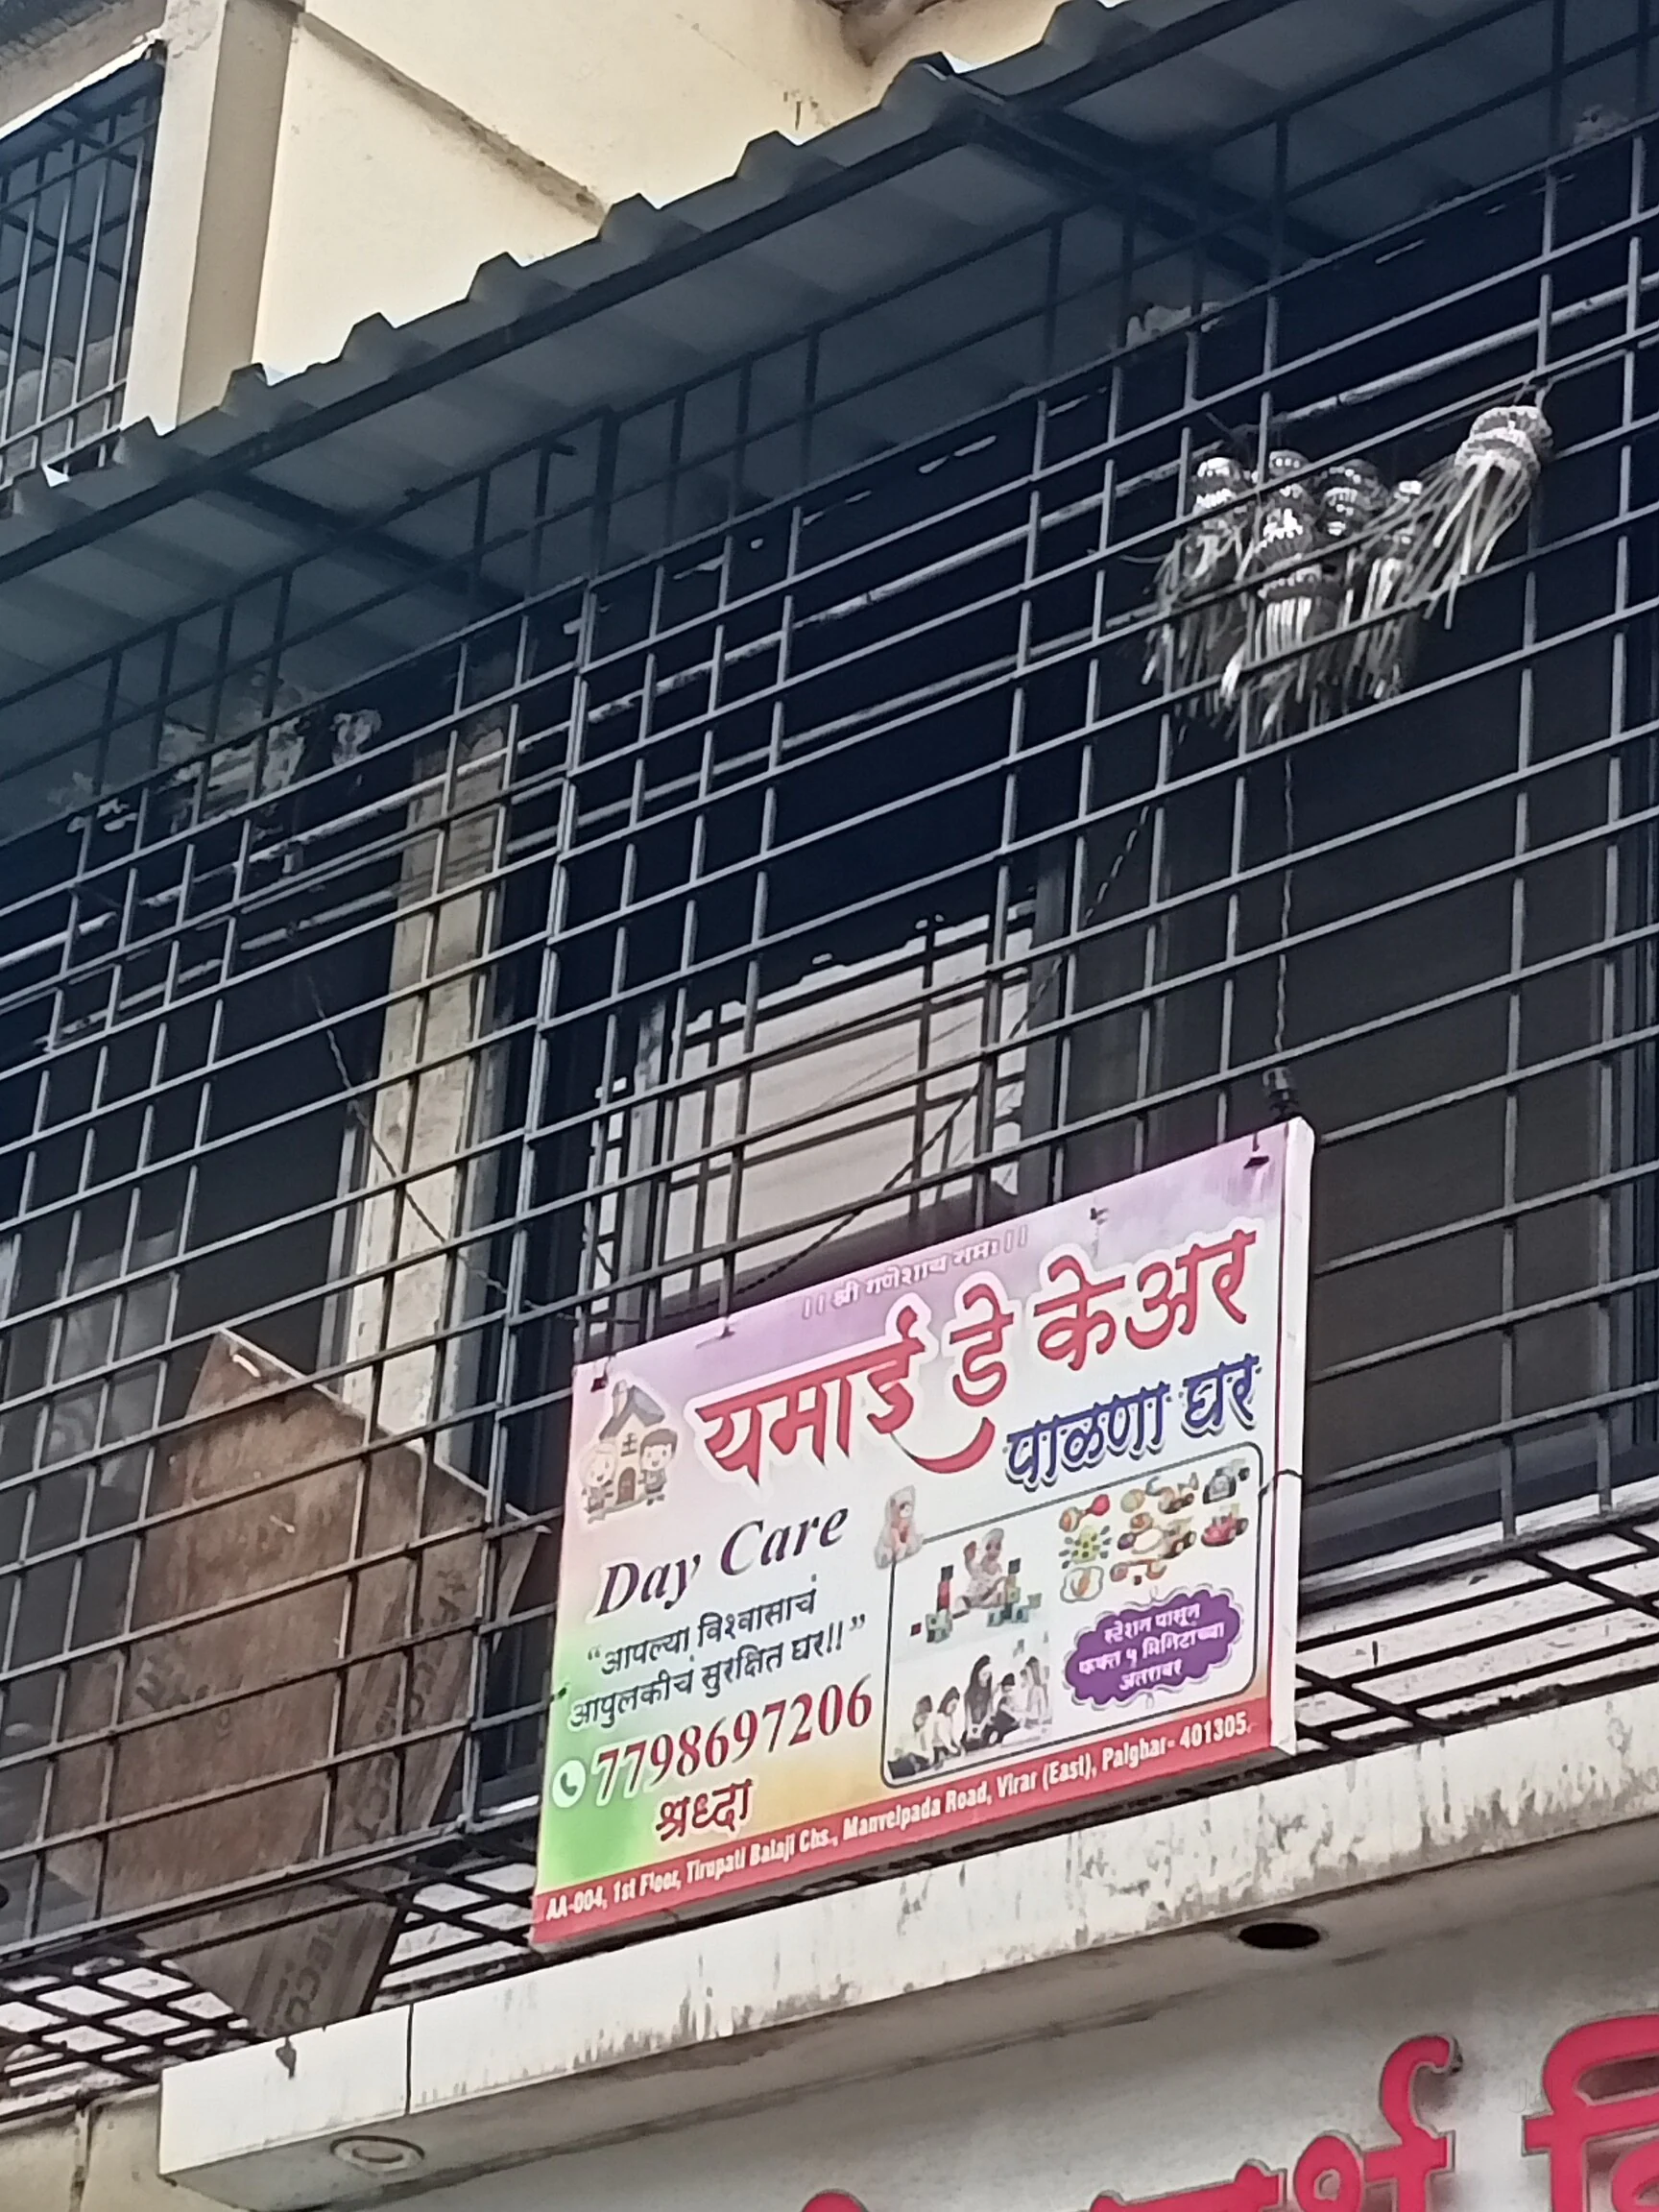 ।। श्री गणेशाय नमः ।।
यमाई डे केअर
पाळणा घर
Day Care
“आपल्या विश्वासाचं
आपुलकीचं सुरक्षित घर!!”
7798697206
श्रध्दा
स्टेशन पासून
फक्त ५ मिनिटाच्या
अंतरावर
AA-004, 1st Floor, Tirupati Balaji Chs., Manvelpada Road, Virar (East), Palghar- 401305.